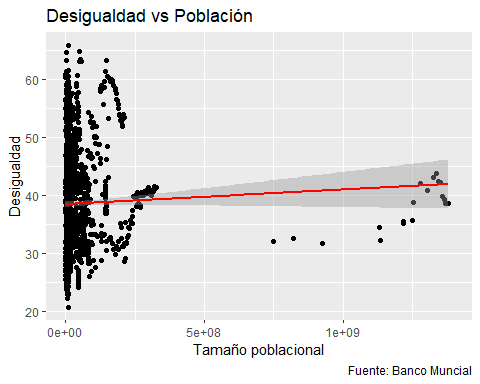 Desigualdad vs Población
Desigualdad
60
50
40
30
20
0e+00 5e+08 1e+09
Tamaño poblacional
Fuente: Banco Muncial